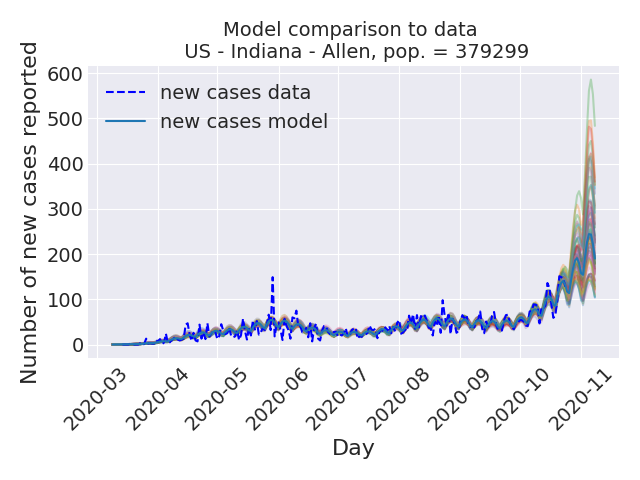 Model comparison to data
US - Indiana - Allen, pop. = 379299
Number of new cases reported
600
500
400
300
200
100
0
new cases data
new cases model
2020-03
2020-04
2020-05
2020-06
2020-07
2020-08
2020-09
2020-10
2020-11
Day